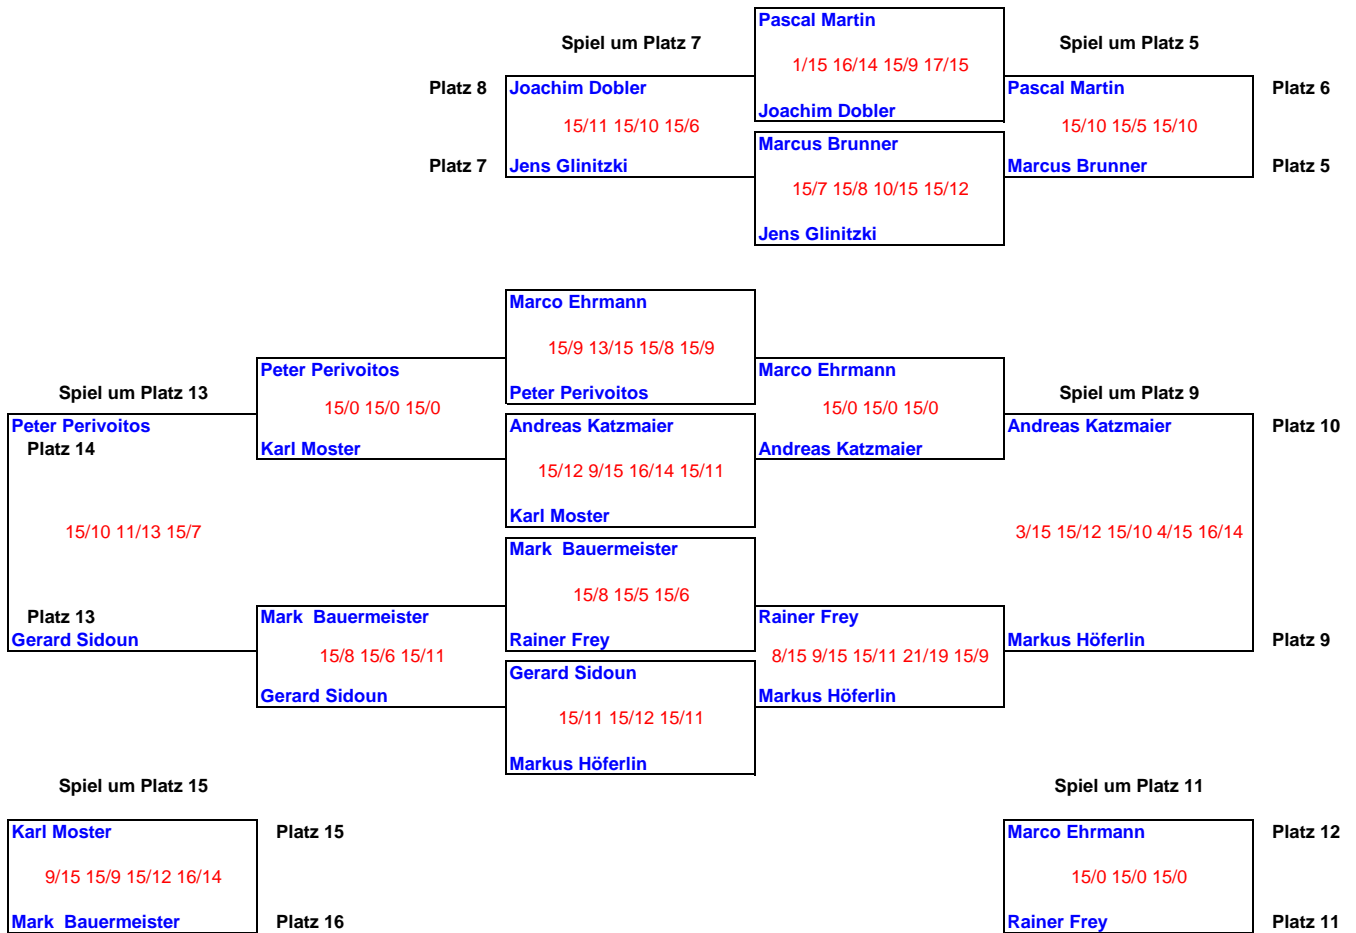 Pascal Martin
Spiel um Platz 7
Spiel um Platz 5
1/15 16/14 15/9 17/15
Platz 8
Joachim Dobler
Pascal Martin
Platz 6
Joachim Dobler
15/11 15/10 15/6
15/10 15/5 15/10
Marcus Brunner
Platz 7
Jens Glinitzki
Marcus Brunner
Platz 5
15/7 15/8 10/15 15/12
Jens Glinitzki
Marco Ehrmann
15/9 13/15 15/8 15/9
Peter Perivoitos
Marco Ehrmann
Spiel um Platz 13
Peter Perivoitos
Spiel um Platz 9
15/0 15/0 15/0
15/0 15/0 15/0
Peter Perivoitos
Andreas Katzmaier
Andreas Katzmaier
Platz 10
Platz 14
Karl Moster
Andreas Katzmaier
15/12 9/15 16/14 15/11
Karl Moster
15/10 11/13 15/7
3/15 15/12 15/10 4/15 16/14
Mark  Bauermeister
15/8 15/5 15/6
Platz 13
Mark  Bauermeister
Rainer Frey
Gerard Sidoun
Rainer Frey
Markus Höferlin
Platz 9
15/8 15/6 15/11
8/15 9/15 15/11 21/19 15/9
Gerard Sidoun
Gerard Sidoun
Markus Höferlin
15/11 15/12 15/11
Markus Höferlin
Spiel um Platz 15
Spiel um Platz 11
Karl Moster
Platz 15
Marco Ehrmann
Platz 12
9/15 15/9 15/12 16/14
15/0 15/0 15/0
Mark  Bauermeister
Platz 16
Rainer Frey
Platz 11